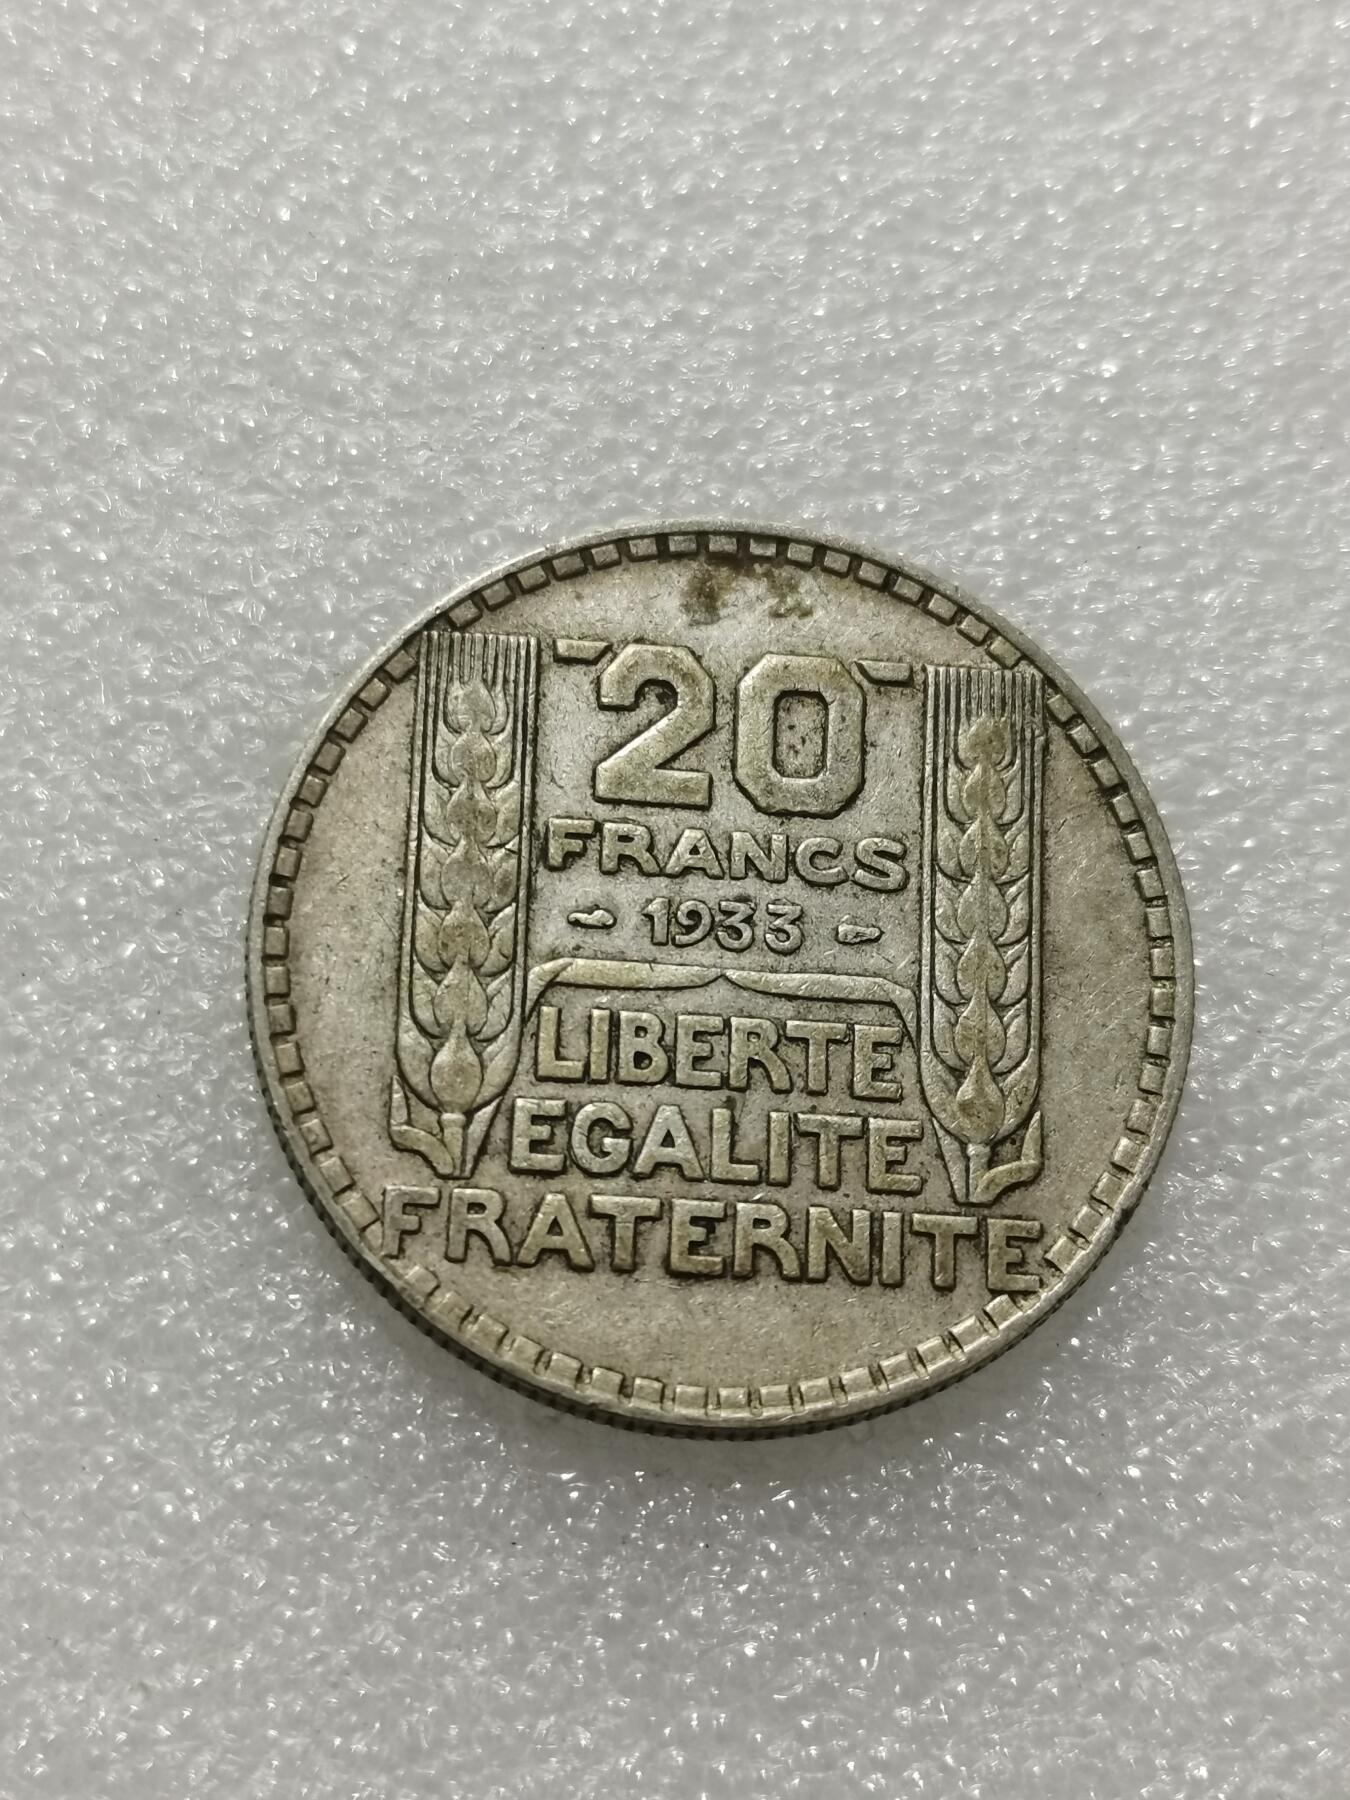 20
FRANCS
1933
LIBERTE
EGALITE
FRATERNITE